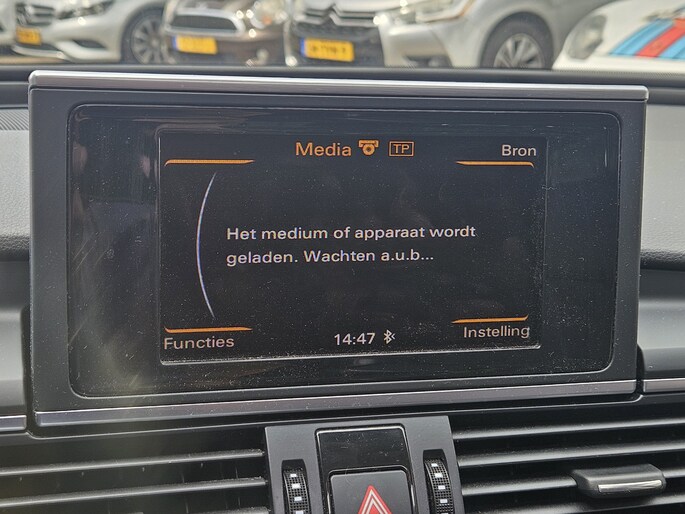 Media TP Bron
Het medium of apparaat wordt
geladen. Wachten a.u.b...
Functies 14:47 Instelling